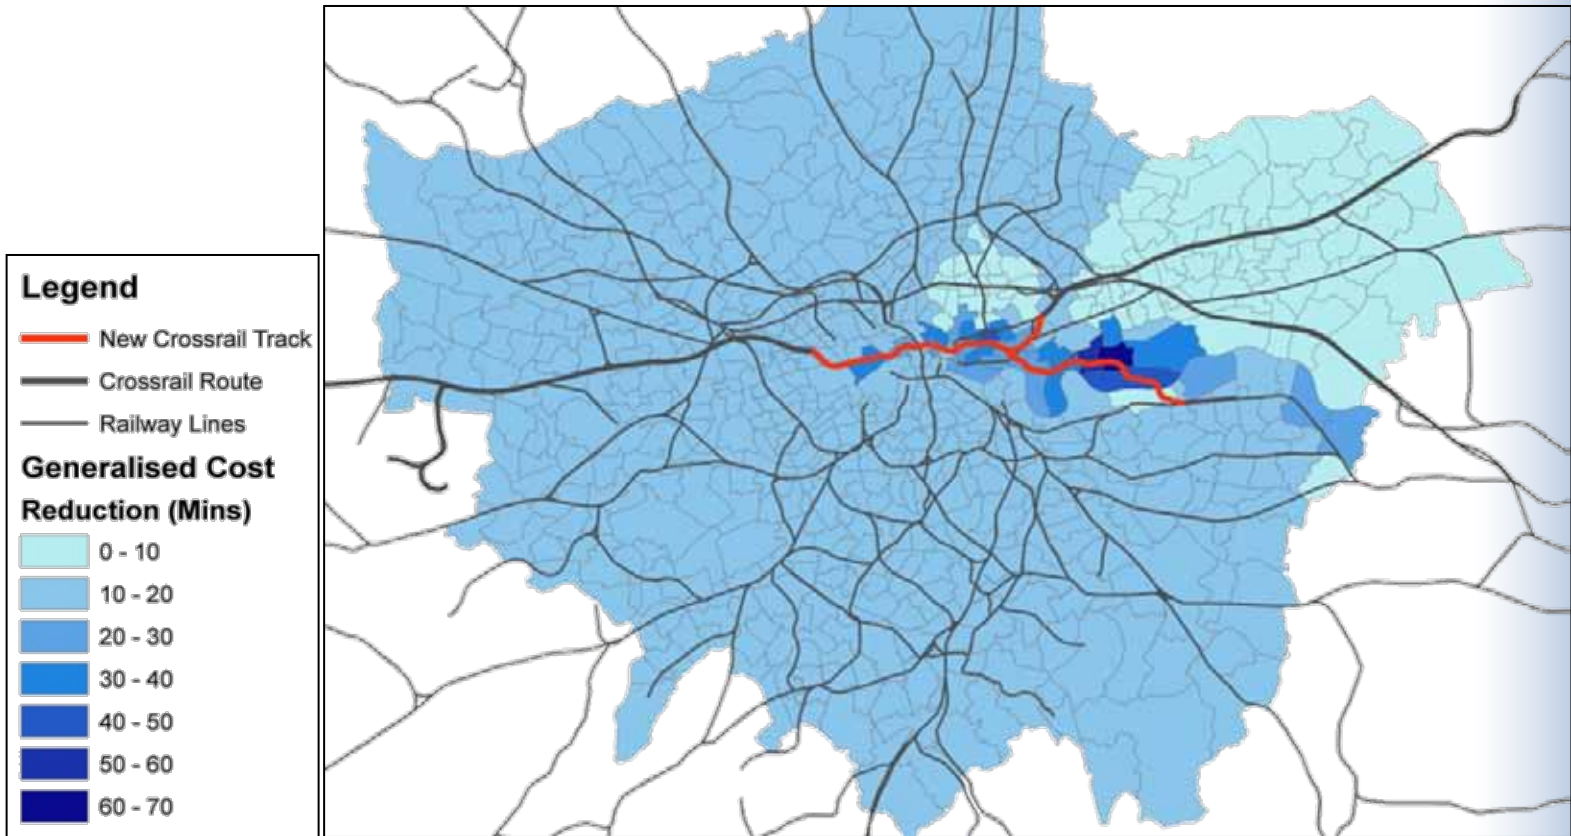 Legend
New Crossrail Track
Crossrail Route
Railway Lines
Generalised Cost
Reduction (Mins)
0 - 10
10 - 20
20 - 30
30 - 40
40 - 50
50 - 60
60 - 70